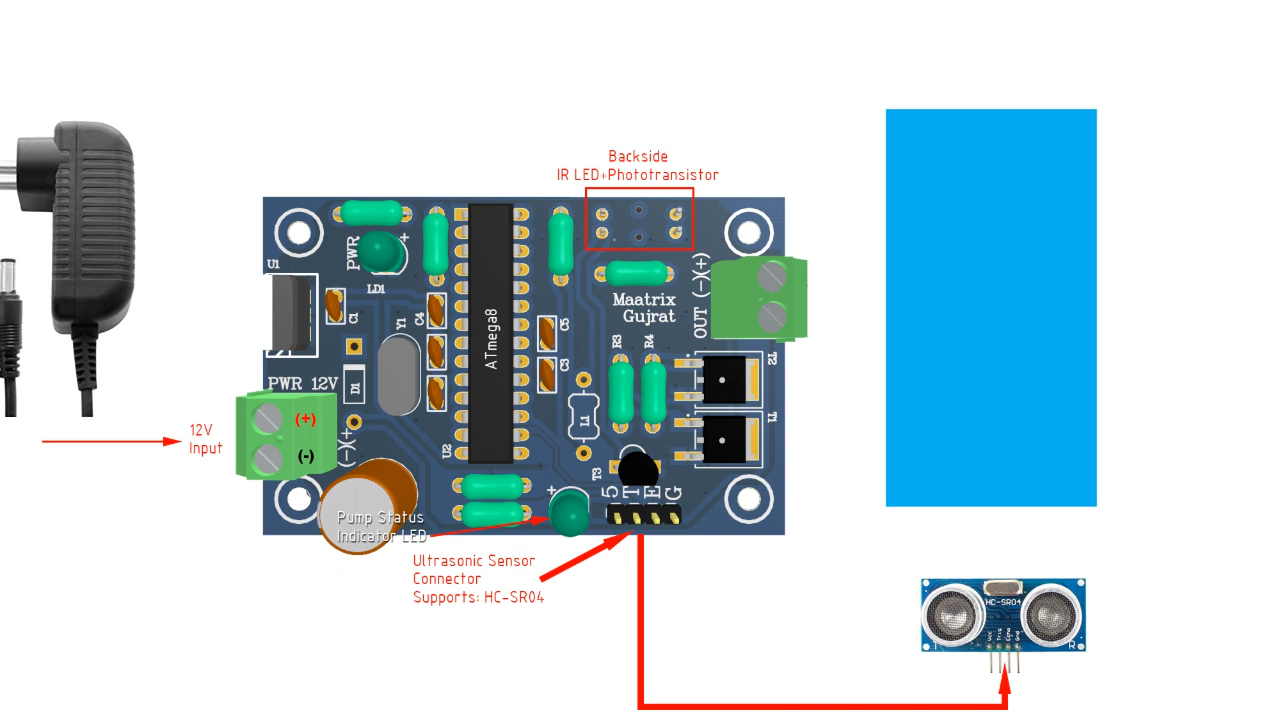 Backside
IR LED+Phototransistor
PWR
+
LD1
U1
C1
Y1
C4
ATmega8
C5
C3
Maatrix
Gujrat
OUT (-)(+)
R3
R4
T2
T1
L1
T3
U2
D1
PWR 12V
(+)
(-)
(-)(+
12V
Input
+
5
T
E
G
Pump Status
Indicator LED
Ultrasonic Sensor
Connector
Supports: HC-SR04
HC-SR04
Vcc
Trig
Echo
Gnd
T
R